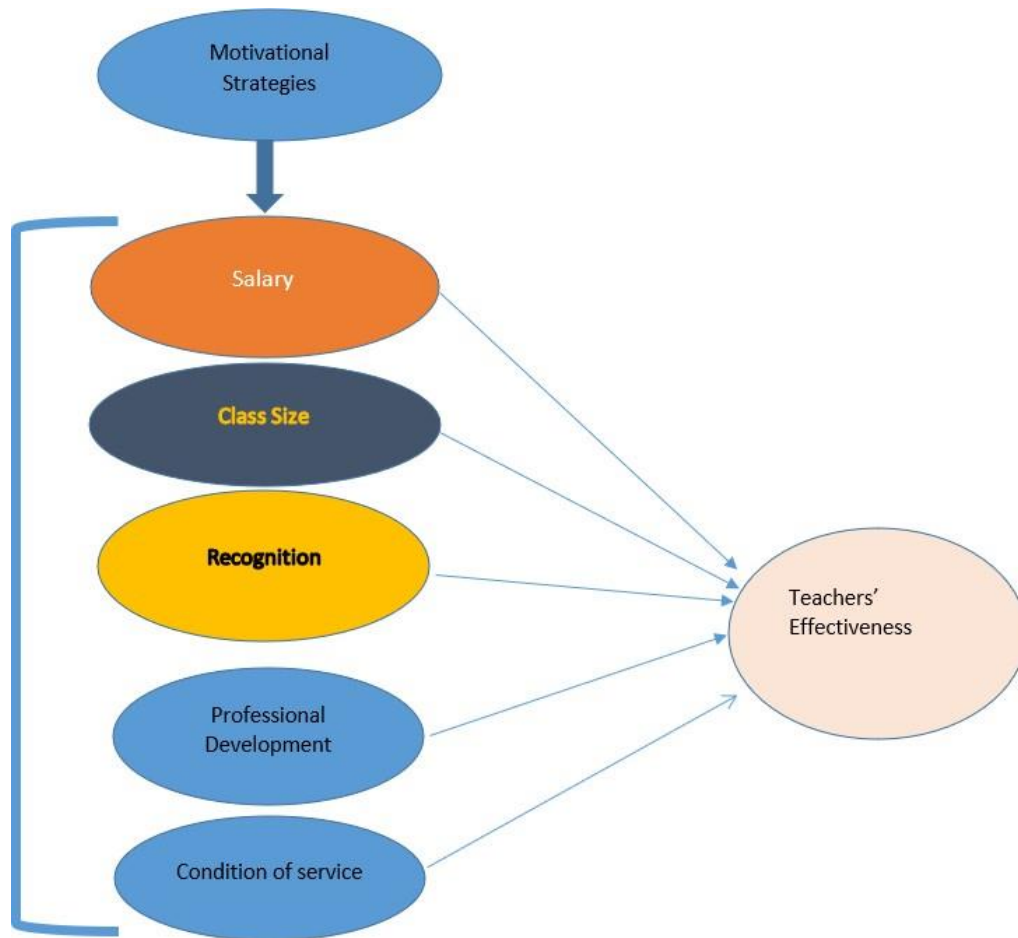 Motivational
Strategies
Salary
Class Size
Recognition
Teachers’
Effectiveness
Professional
Development
Condition of service